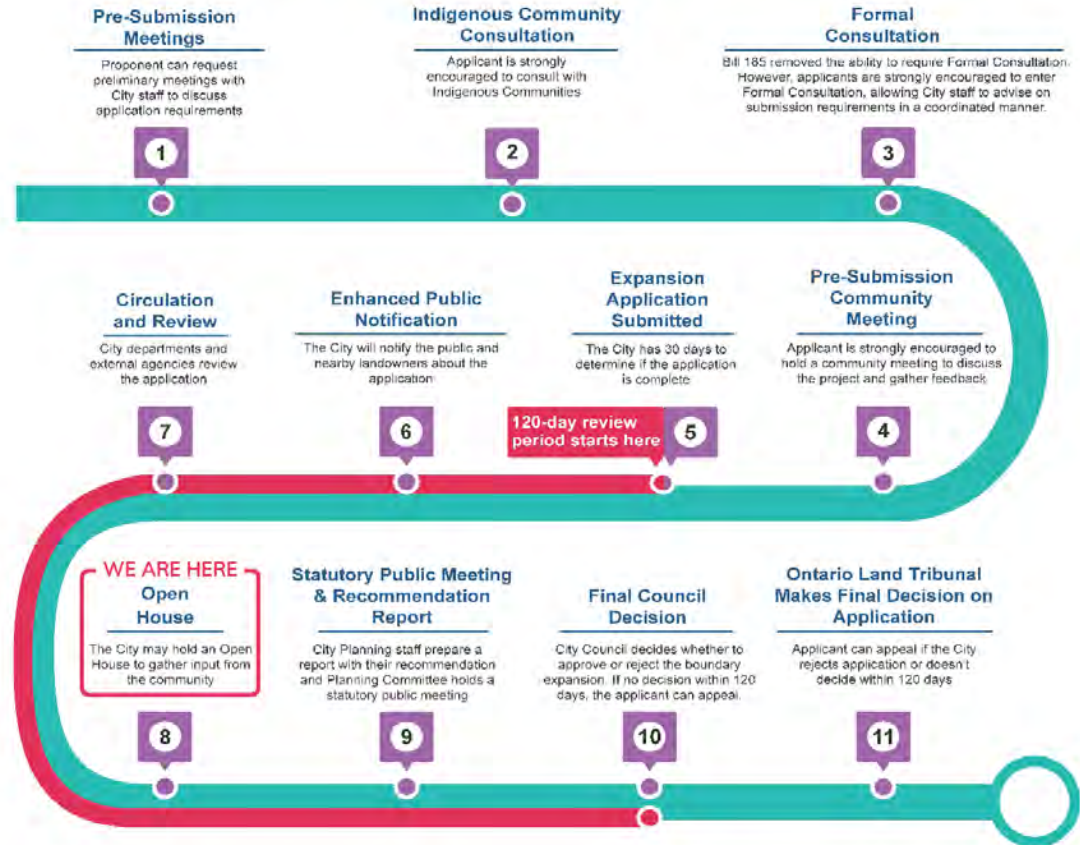 Pre-Submission
Meetings
Proponent can request
preliminary meetings with
City staff to discuss
application requirements
1
Indigenous Community
Consultation
Applicant is strongly
encouraged to consult with
Indigenous Communities
2
Formal
Consultation
Bill 185 removed the ability to require Formal Consultation.
However, applicants are strongly encouraged to enter
Formal Consultation, allowing City staff to advise on
submission requirements in a coordinated manner.
3
Pre-Submission
Community
Meeting
Applicant is strongly encouraged to
hold a community meeting to discuss
the project and gather feedback
4
Expansion
Application
Submitted
The City has 30 days to
determine if the application
is complete
120-day review
period starts here
5
Enhanced Public
Notification
The City will notify the public and
nearby landowners about the
application
6
Circulation
and Review
City departments and
external agencies review
the application
7
WE ARE HERE
Open
House
The City may hold an Open
House to gather input from
the community
8
Statutory Public Meeting
& Recommendation
Report
City Planning staff prepare a
report with their recommendation
and Planning Committee holds a
statutory public meeting
9
Final Council
Decision
City Council decides whether to
approve or reject the boundary
expansion. If no decision within 120
days, the applicant can appeal.
10
Ontario Land Tribunal
Makes Final Decision on
Application
Applicant can appeal if the City
rejects application or doesn't
decide within 120 days
11